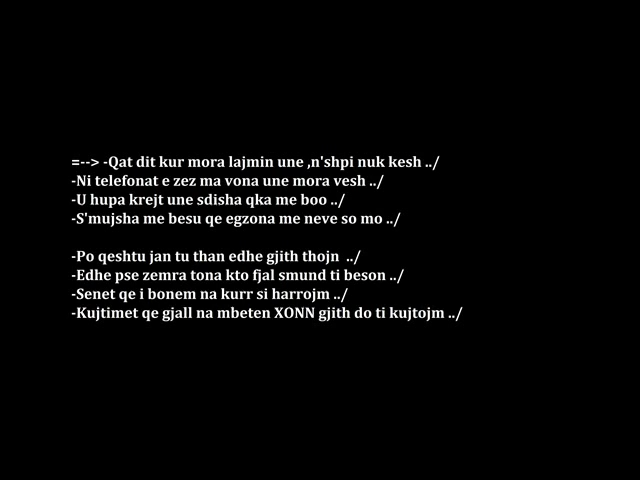 =--> -Qat dit kur mora lajmin une ,n'shpi nuk kesh ../
-Ni telefonat e zez ma vona une mora vesh ../
-U hupa krejt une sdisha qka me boo ../
-S'mujsha me besu qe egzona me neve so mo ../
-Po qeshtu jan tu than edhe gjith thojn  ../
-Edhe pse zemra tona kto fjal smund ti beson ../
-Senet qe i bonem na kurr si harrojm ../
-Kujtimet qe gjall na mbeten XONN gjith do ti kujtojm ../